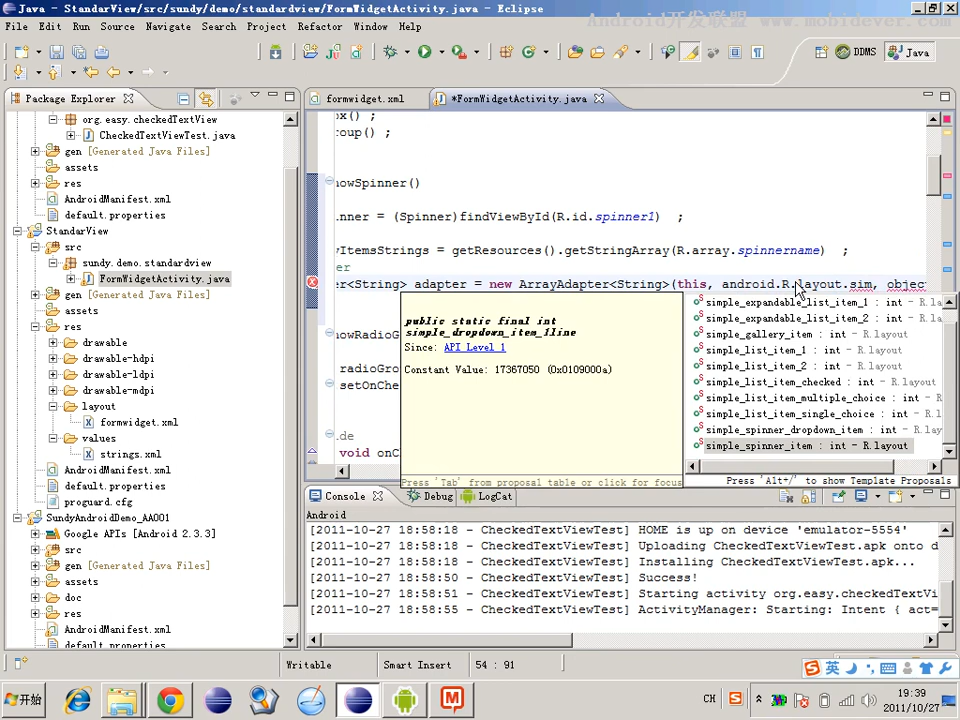 Java - StandarView/src/sundy/demo/standardview/FormWidgetActivity.java - Eclipse
Android开发联盟 www.mobidever.com
File Edit Run Source Navigate Search Project Refactor Window Help
DDMS Java
Package Explorer
formwidget.xml
*FormWidgetActivity.java
org.easy.checkedTextView
CheckedTextViewTest.java
gen [Generated Java Files]
assets
res
AndroidManifest.xml
default.properties
StandarView
src
sundy.demo.standardview
FormWidgetActivity.java
gen [Generated Java Files]
assets
res
drawable
drawable-hdpi
drawable-ldpi
drawable-mdpi
layout
formwidget.xml
values
strings.xml
AndroidManifest.xml
default.properties
proguard.cfg
SundyAndroidDemo_AA001
Google APIs [Android 2.3.3]
src
gen [Generated Java Files]
assets
doc
res
AndroidManifest.xml
default.properties
ox() ;
oup() ;
howSpinner()
nner = (Spinner)findViewById(R.id.spinner1) ;
yItemsStrings = getResources().getStringArray(R.array.spinnername) ;
er
er<String> adapter = new ArrayAdapter<String>(this, android.R.layout.sim, objec
howRadioG
radioGr
setOnChe
de
void onC
public static final int
simple_dropdown_item_1line
Since: API Level 1
Constant Value: 17367050 (0x0109000a)
Press 'Tab' from proposal table or click for focus
simple_expandable_list_item_1 : int - R.la
simple_expandable_list_item_2 : int - R.la
simple_gallery_item : int - R.layout
simple_list_item_1 : int - R.layout
simple_list_item_2 : int - R.layout
simple_list_item_checked : int - R.layout
simple_list_item_multiple_choice : int - R
simple_list_item_single_choice : int - R.l
simple_spinner_dropdown_item : int - R.lay
simple_spinner_item : int - R.layout
Press 'Alt+/' to show Template Proposals
Console Debug LogCat
Android
[2011-10-27 18:58:18 - CheckedTextViewTest] HOME is up on device 'emulator-5554'
[2011-10-27 18:58:18 - CheckedTextViewTest] Uploading CheckedTextViewTest.apk onto d
[2011-10-27 18:58:18 - CheckedTextViewTest] Installing CheckedTextViewTest.apk...
[2011-10-27 18:58:50 - CheckedTextViewTest] Success!
[2011-10-27 18:58:51 - CheckedTextViewTest] Starting activity org.easy.checkedTextVi
[2011-10-27 18:58:55 - CheckedTextViewTest] ActivityManager: Starting: Intent { act=
Writable
Smart Insert
54 : 91
英
开始
CH
19:39
2011/10/27